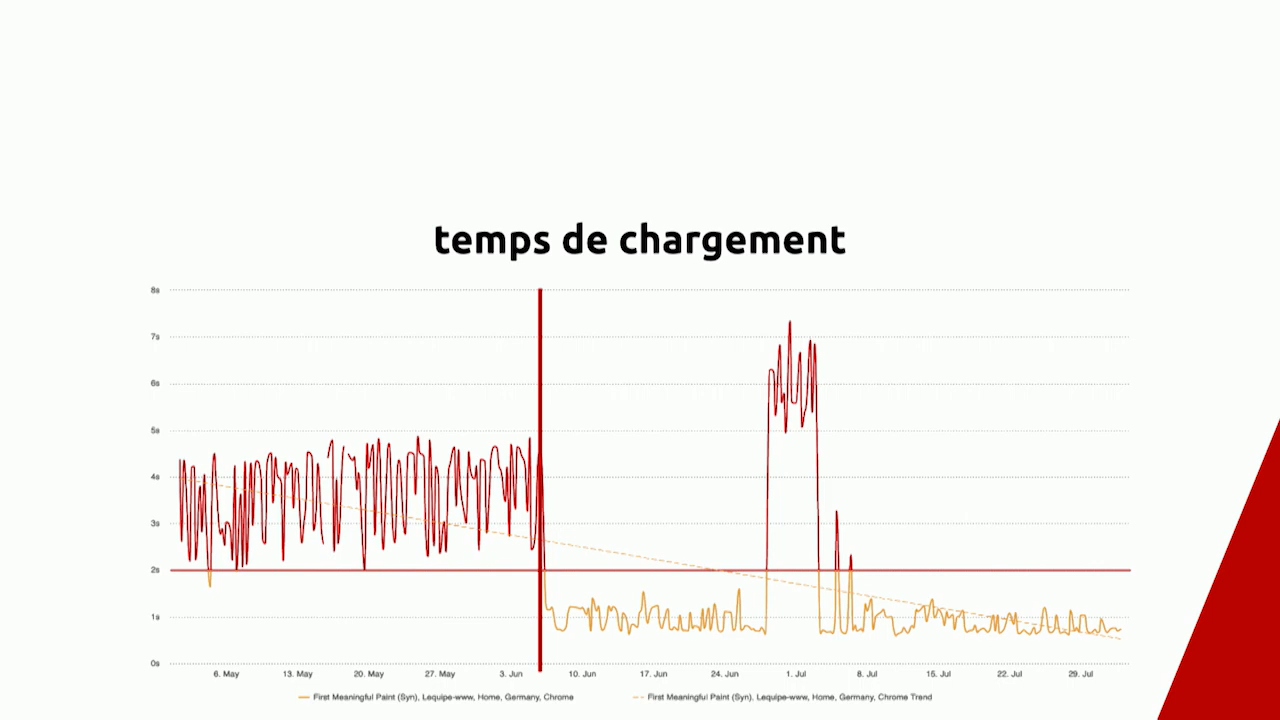 temps de chargement
8s
7s
6s
5s
4s
3s
2s
1s
0s
6. May 13. May 20. May 27. May 3. Jun 10. Jun 17. Jun 24. Jun 1. Jul 8. Jul 15. Jul 22. Jul 29. Jul
First Meaningful Paint (Syn), Lequipe-www, Home, Germany, Chrome First Meaningful Paint (Syn), Lequipe-www, Home, Germany, Chrome Trend